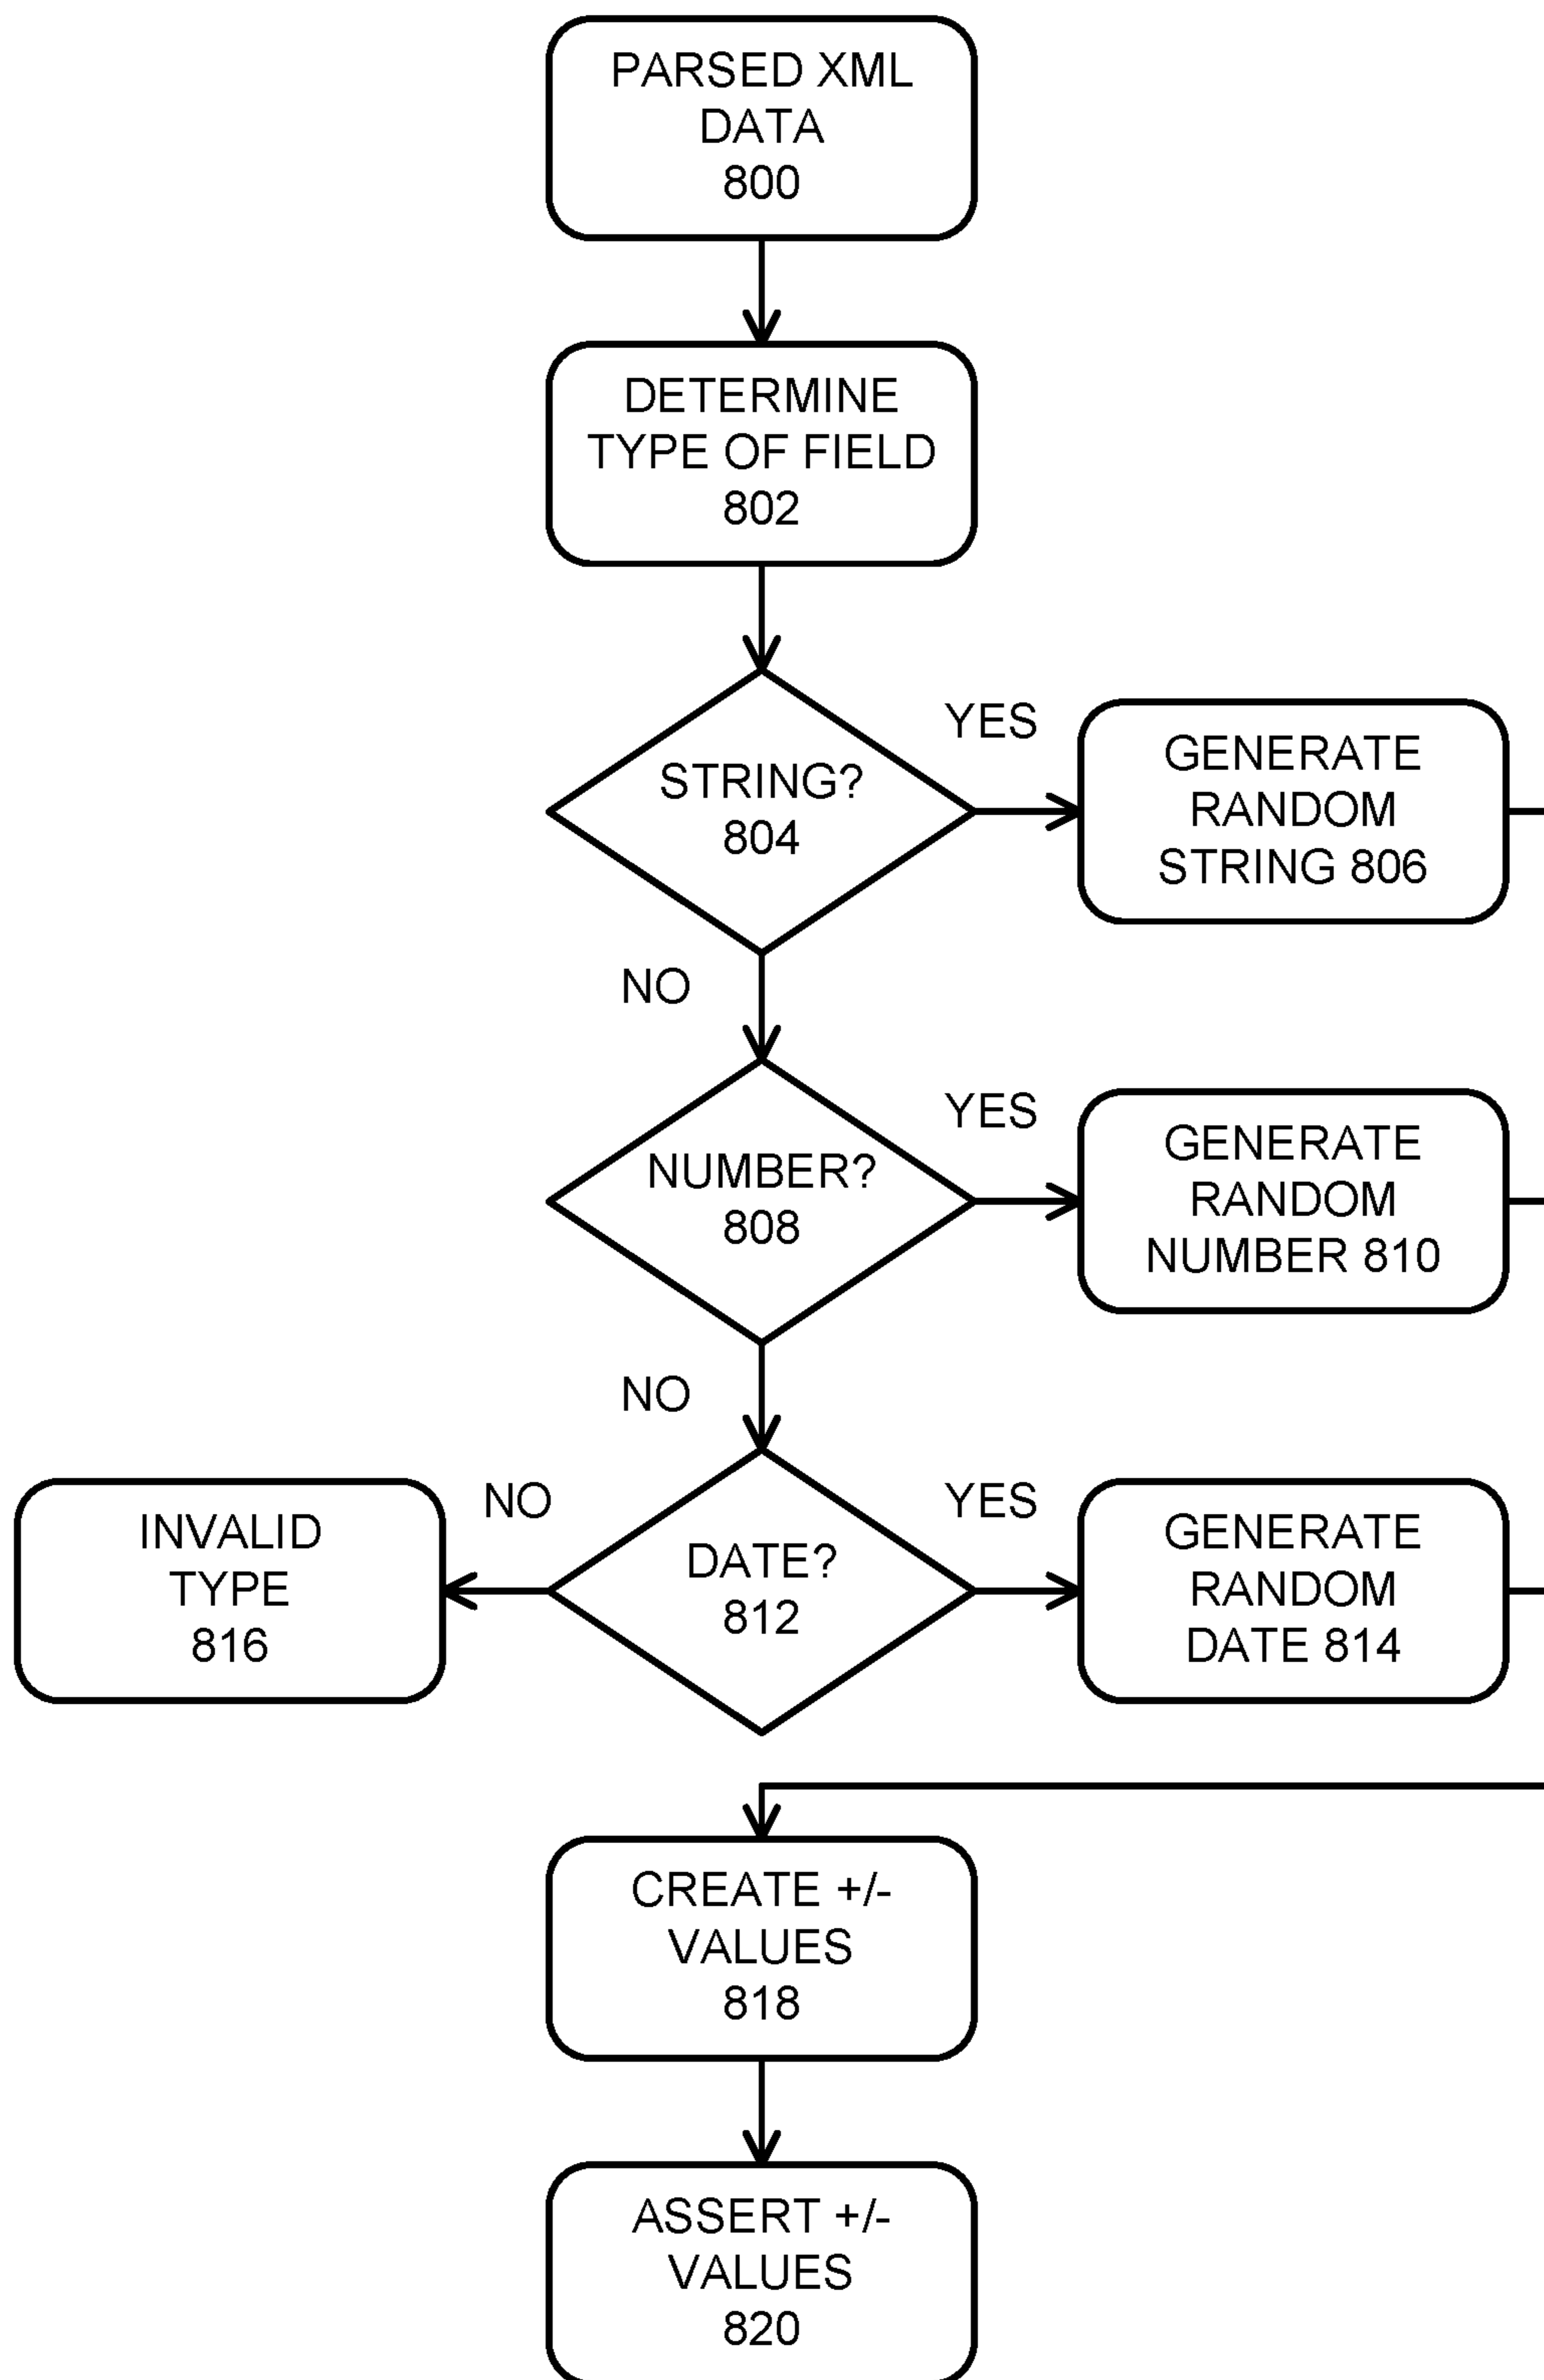 PARSED XML
DATA
800
DETERMINE
TYPE OF FIELD
802
STRING?
804
YES
GENERATE
RANDOM
STRING 806
NO
NUMBER?
808
YES
GENERATE
RANDOM
NUMBER 810
NO
DATE?
812
YES
GENERATE
RANDOM
DATE 814
NO
INVALID
TYPE
816
CREATE +/-
VALUES
818
ASSERT +/-
VALUES
820